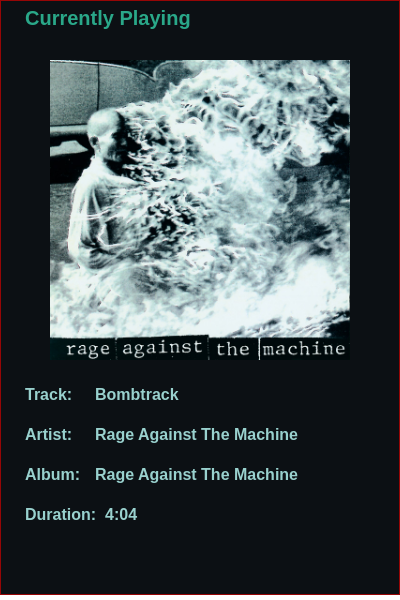 Currently Playing
rage against the machine
Track: Bombtrack
Artist: Rage Against The Machine
Album: Rage Against The Machine
Duration: 4:04